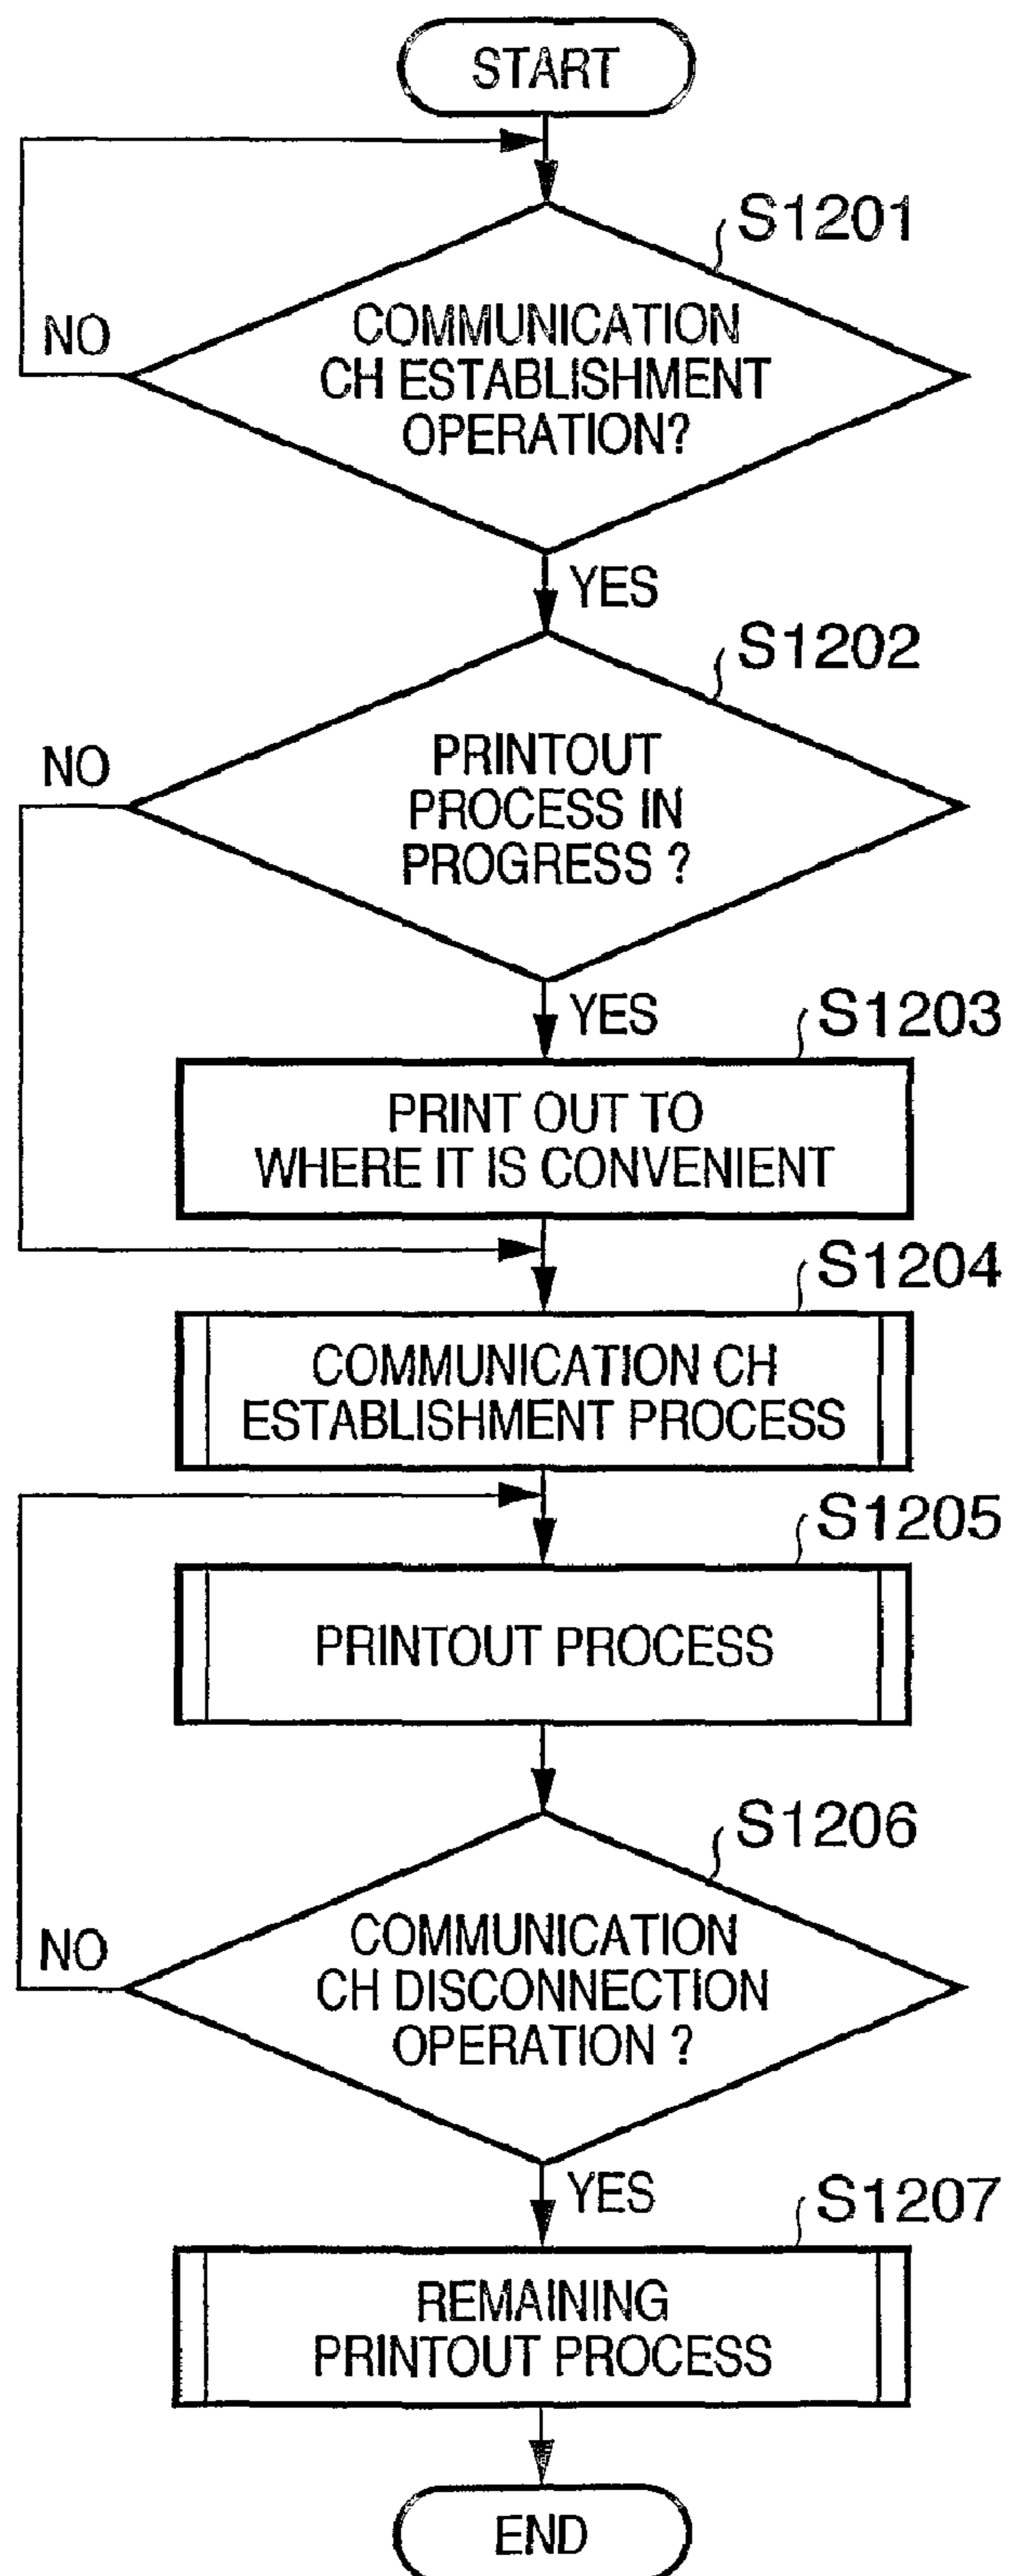 START
S1201
COMMUNICATION
CH ESTABLISHMENT
OPERATION?
NO
YES
S1202
PRINTOUT
PROCESS IN
PROGRESS ?
NO
YES
S1203
PRINT OUT TO
WHERE IT IS CONVENIENT
S1204
COMMUNICATION CH
ESTABLISHMENT PROCESS
S1205
PRINTOUT PROCESS
S1206
COMMUNICATION
CH DISCONNECTION
OPERATION ?
NO
YES
S1207
REMAINING
PRINTOUT PROCESS
END